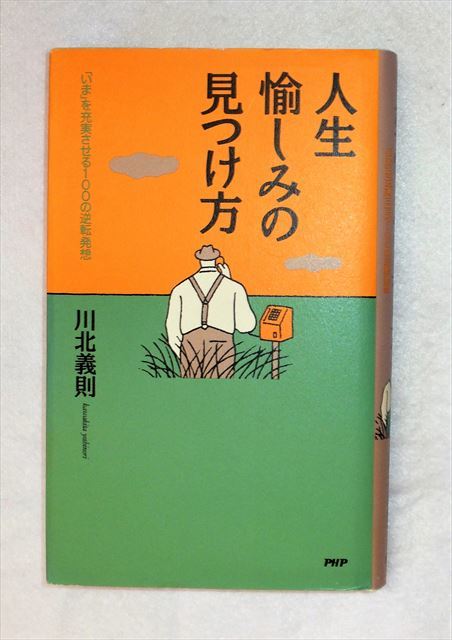 人生
愉しみの
見つけ方
「いま」を充実させる100の逆転発想
川北義則
kawakita yoshinori
PHP